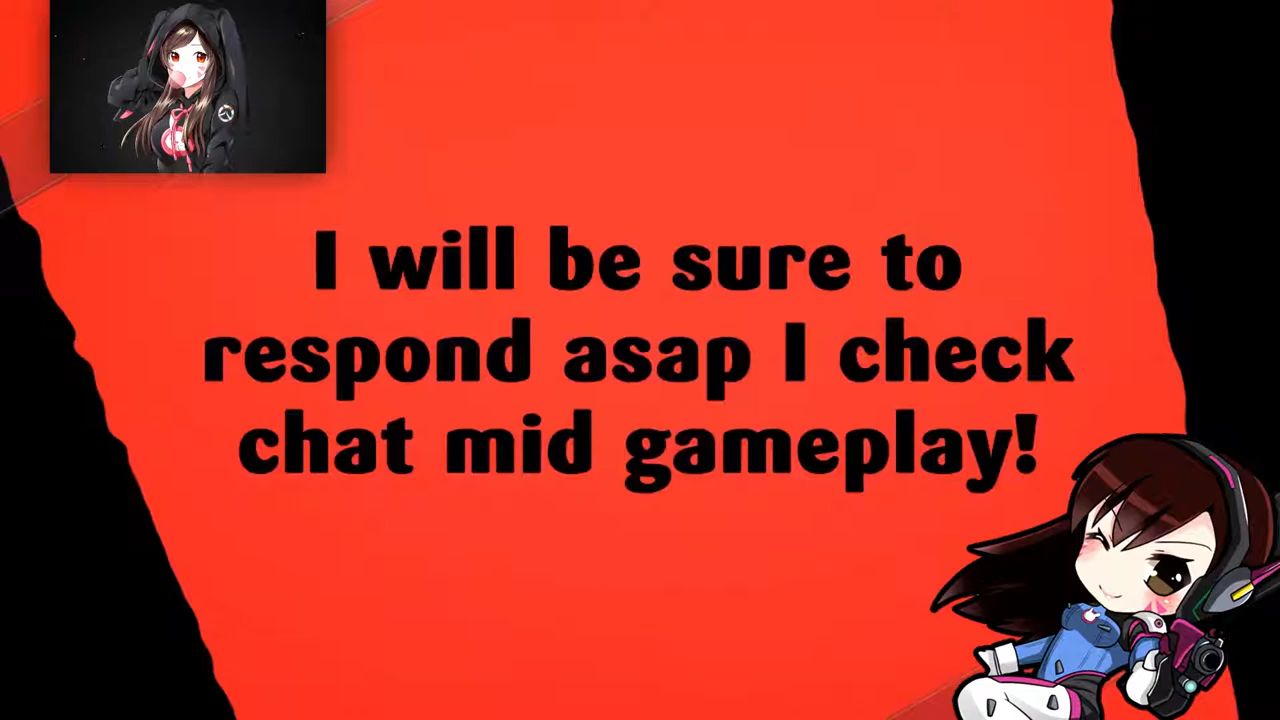 I will be sure to
respond asap I check
chat mid gameplay!